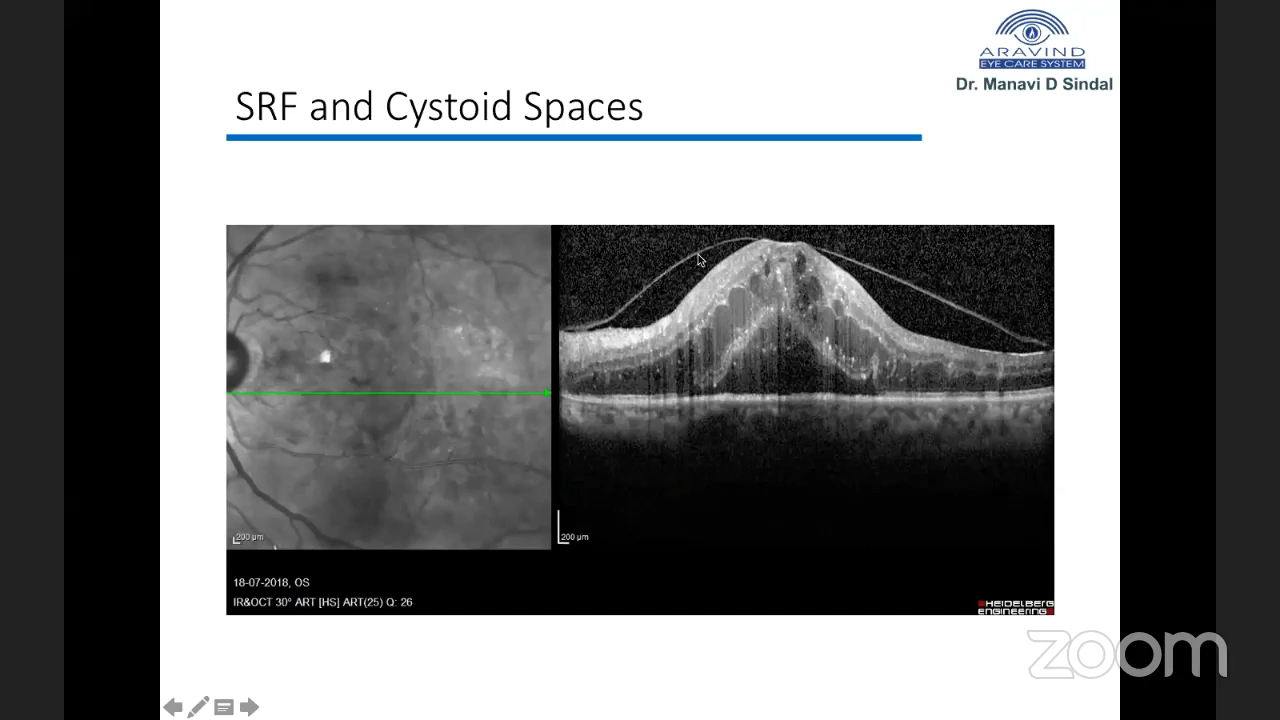 ARAVIND
EYE CARE SYSTEM
Dr. Manavi D Sindal
SRF and Cystoid Spaces
200 µm
200 µm
18-07-2018, OS
IR&OCT 30° ART [HS] ART(25) Q: 26
HEIDELBERG
ENGINEERING
zoom